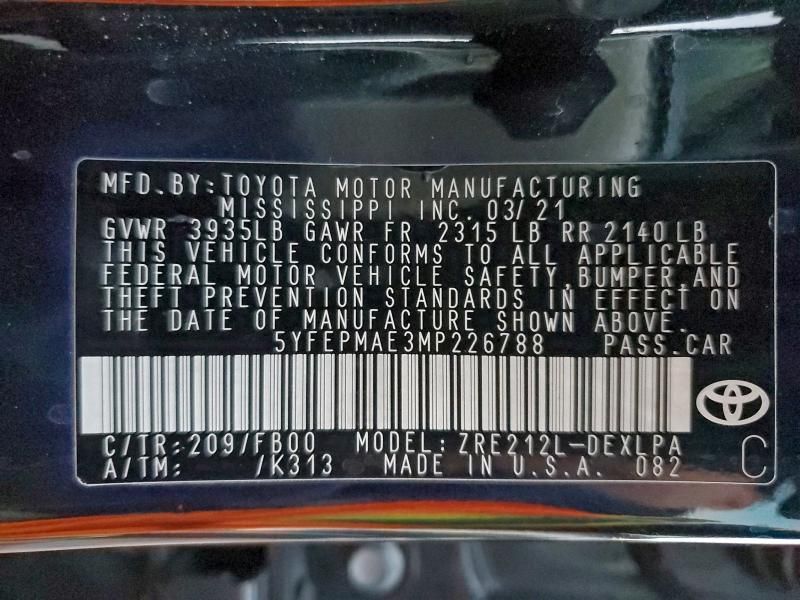 MFD.BY:TOYOTA MOTOR MANUFACTURING
MISSISSIPPI INC. 03/21
GVWR 3935LB GAWR FR 2315 LB RR 2140 LB
THIS VEHICLE CONFORMS TO ALL APPLICABLE
FEDERAL MOTOR VEHICLE SAFETY,BUMPER,AND
THEFT PREVENTION STANDARDS IN EFFECT ON
THE DATE OF MANUFACTURE SHOWN ABOVE.
5YFEPMAE3MP226788 PASS.CAR
C/TR:209/FB00 MODEL:ZRE212L-DEXLPA
A/TM: /K313 MADE IN U.S.A. 082
C